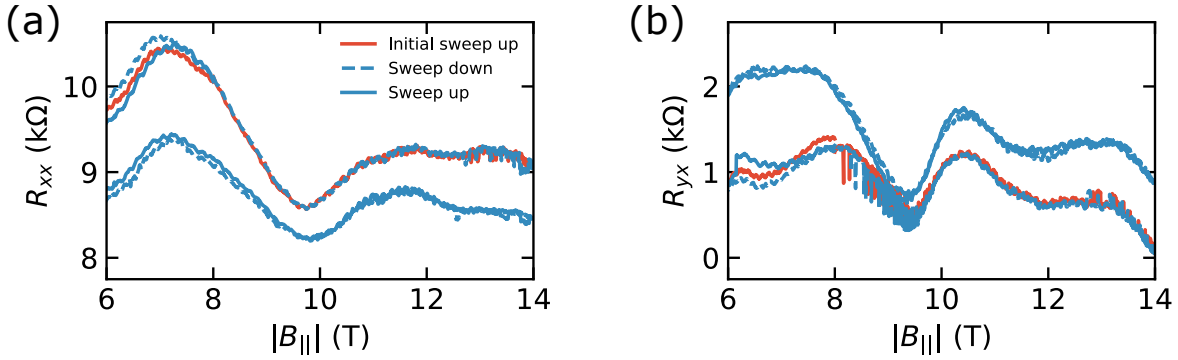 (a)
10
9
8
R_xx (kΩ)
Initial sweep up
Sweep down
Sweep up
6 8 10 12 14
|B_||| (T)
(b)
2
1
0
R_yx (kΩ)
6 8 10 12 14
|B_||| (T)